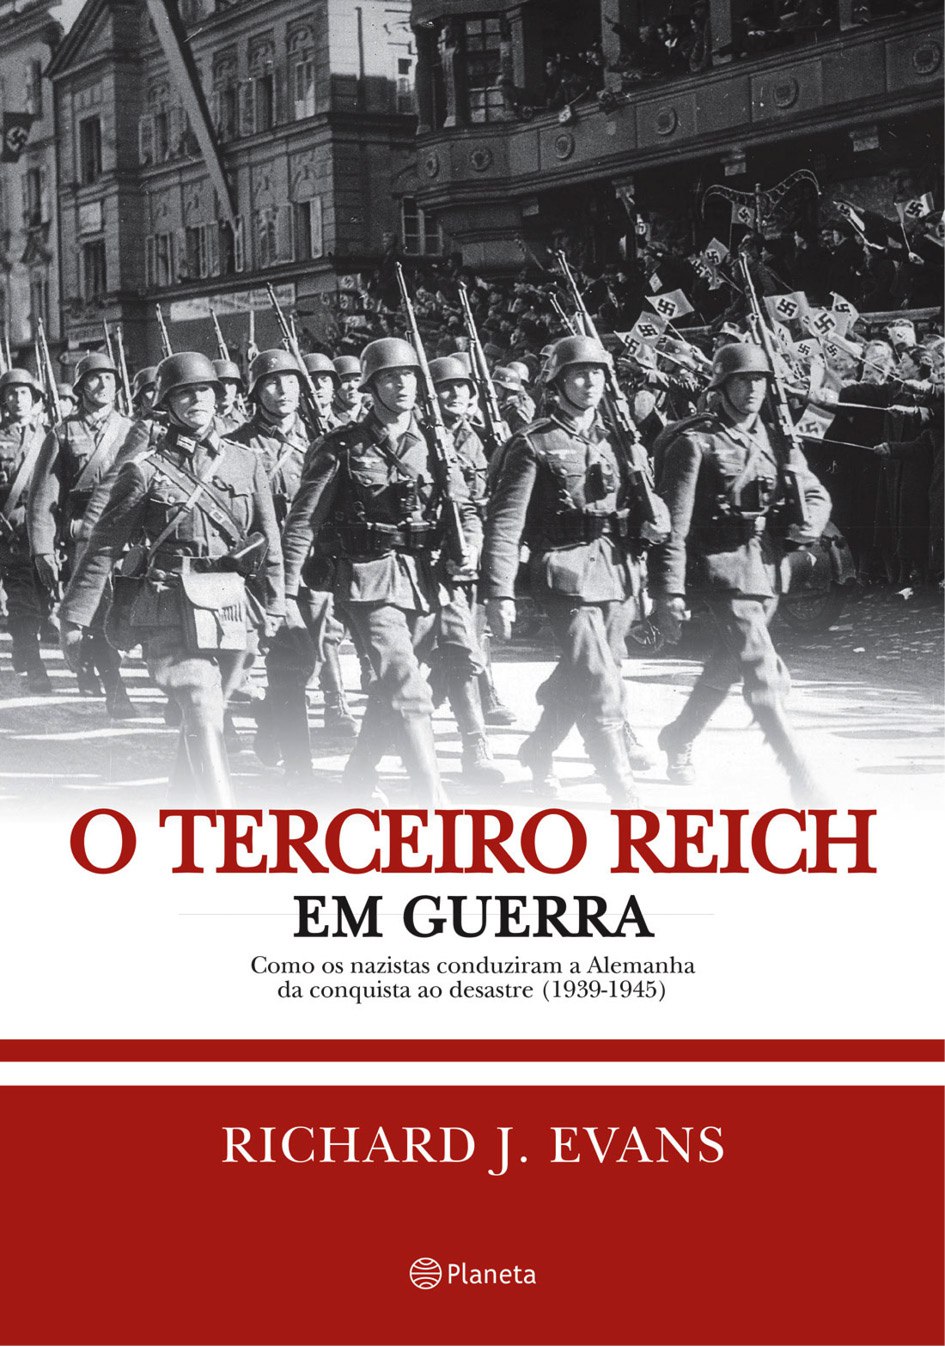 O TERCEIRO REICH
EM GUERRA
Como os nazistas conduziram a Alemanha
da conquista ao desastre (1939-1945)
RICHARD J. EVANS
Planeta